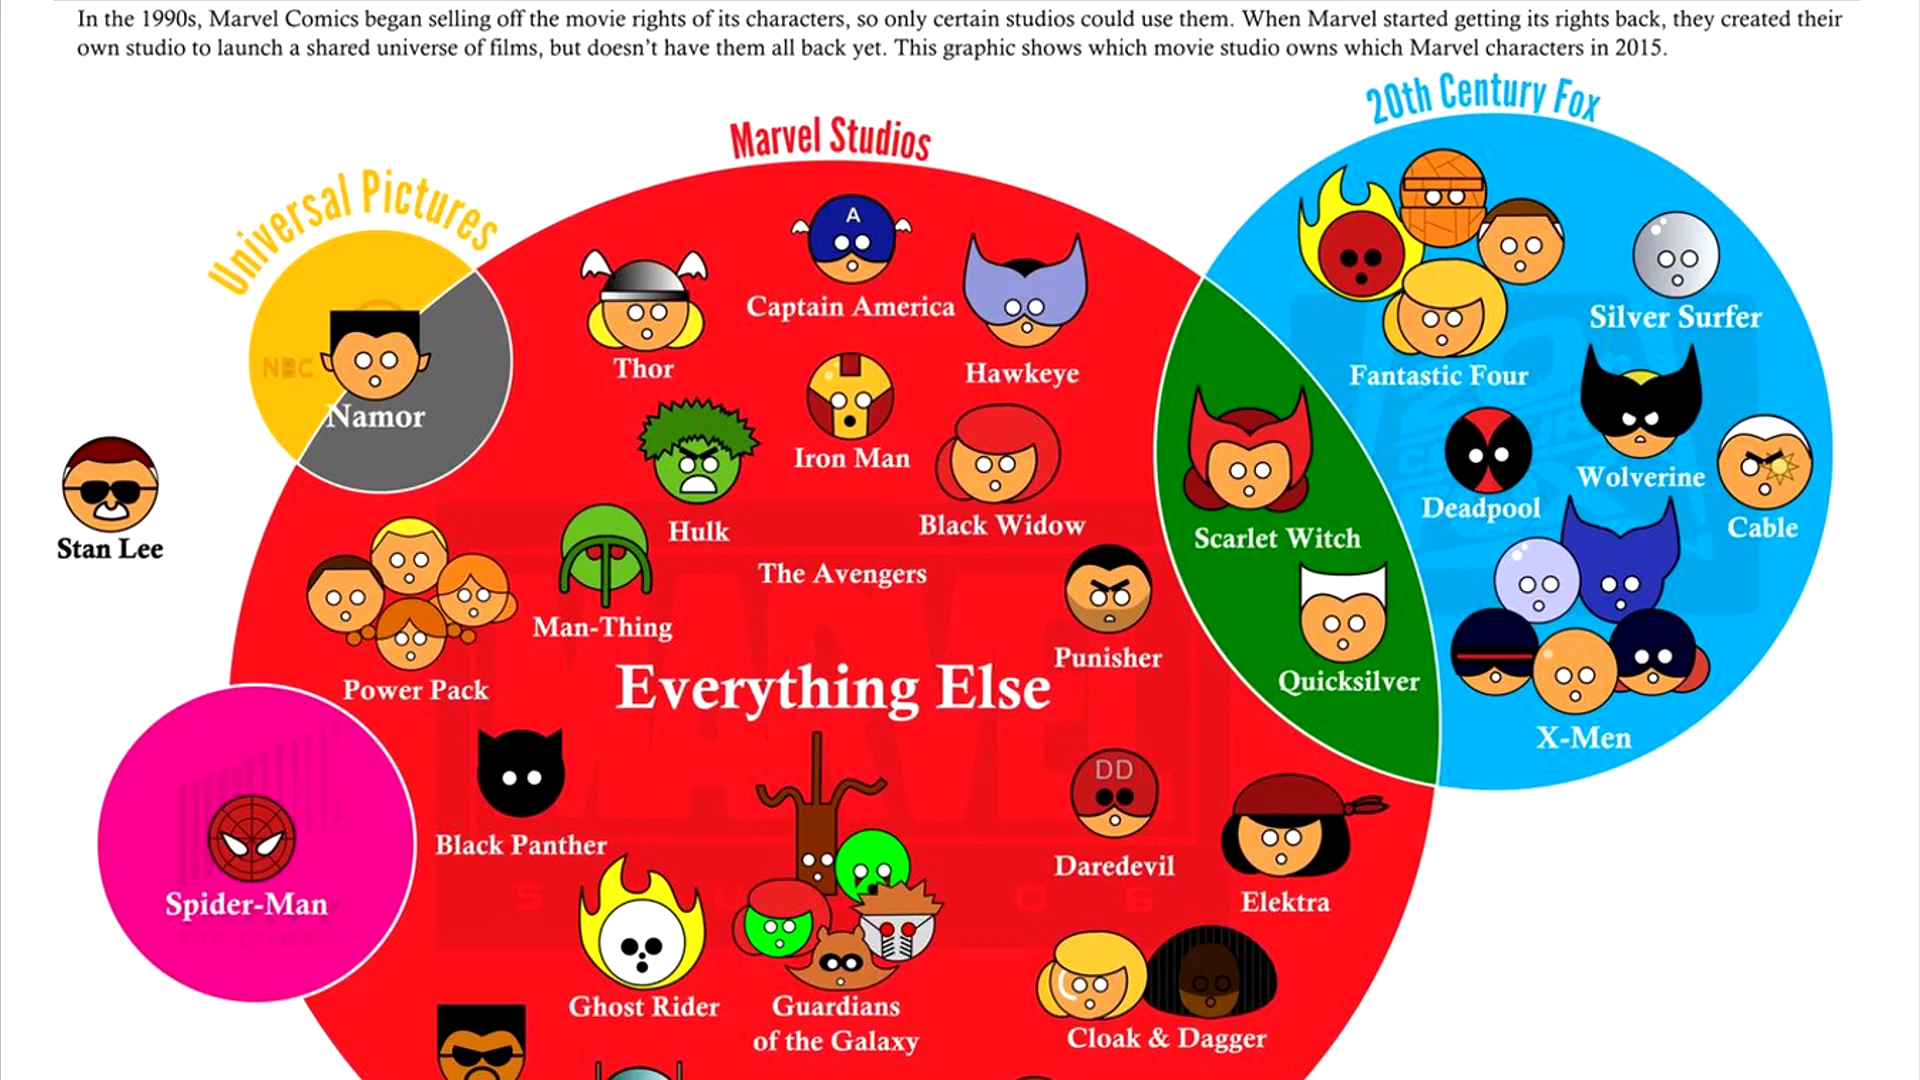 In the 1990s, Marvel Comics began selling off the movie rights of its characters, so only certain studios could use them. When Marvel started getting its rights back, they created their
own studio to launch a shared universe of films, but doesn't have them all back yet. This graphic shows which movie studio owns which Marvel characters in 2015.
20th Century Fox
Marvel Studios
Universal Pictures
A
Captain America
Thor
Hawkeye
Silver Surfer
Fantastic Four
NBC
Namor
Iron Man
Wolverine
Deadpool
Cable
Stan Lee
Hulk
Black Widow
Scarlet Witch
The Avengers
Man-Thing
Punisher
Power Pack
Everything Else
Quicksilver
X-Men
MARVEL
DD
Black Panther
Daredevil
Elektra
Spider-Man
Ghost Rider
Guardians
of the Galaxy
Cloak & Dagger